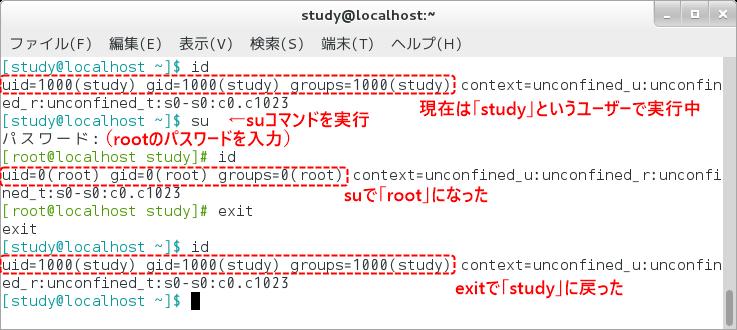 study@localhost:~
ファイル(F) 編集(E) 表示(V) 検索(S) 端末(T) ヘルプ(H)
[study@localhost ~]$ id
uid=1000(study) gid=1000(study) groups=1000(study) context=unconfined_u:unconfin
ed_r:unconfined_t:s0-s0:c0.c1023
現在は「study」というユーザーで実行中
[study@localhost ~]$ su ←suコマンドを実行
パスワード:（rootのパスワードを入力）
[root@localhost study]# id
uid=0(root) gid=0(root) groups=0(root) context=unconfined_u:unconfined_r:unconfi
ned_t:s0-s0:c0.c1023
suで「root」になった
[root@localhost study]# exit
exit
[study@localhost ~]$ id
uid=1000(study) gid=1000(study) groups=1000(study) context=unconfined_u:unconfin
ed_r:unconfined_t:s0-s0:c0.c1023
exitで「study」に戻った
[study@localhost ~]$